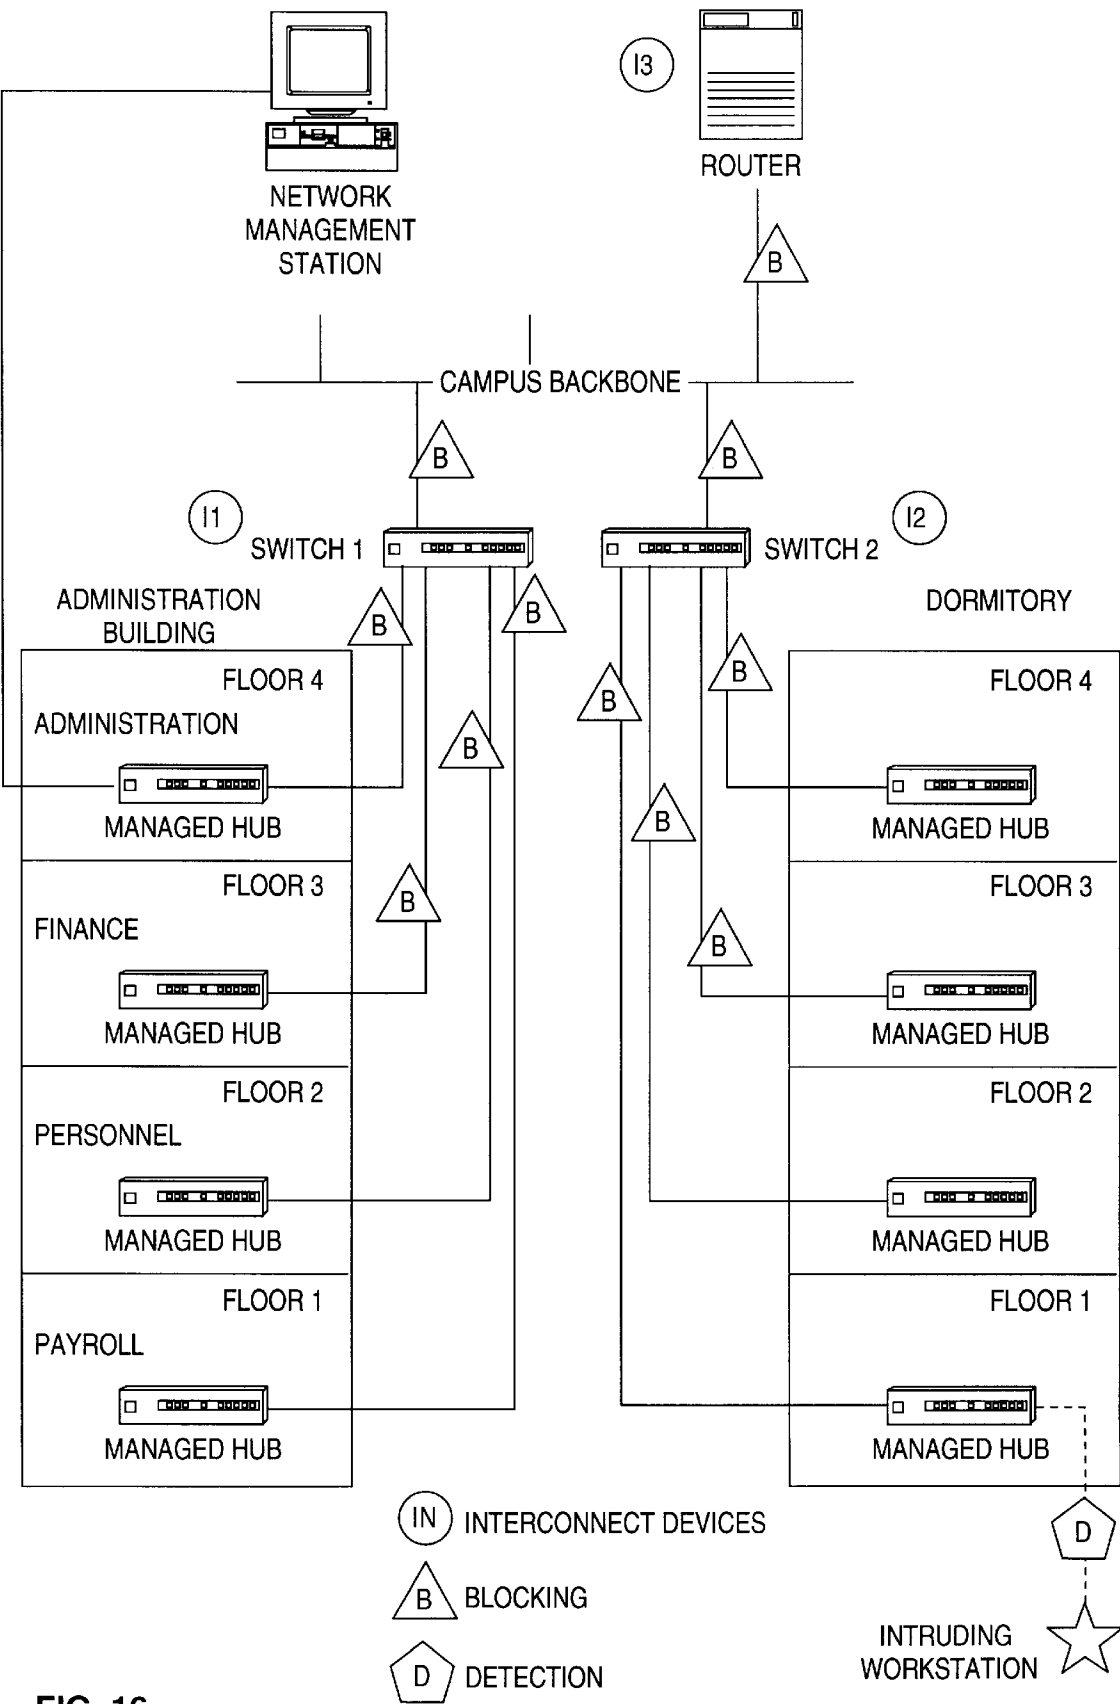 I3
ROUTER
NETWORK
MANAGEMENT
STATION
B
CAMPUS BACKBONE
B
B
I1
I2
SWITCH 1
SWITCH 2
ADMINISTRATION
BUILDING
DORMITORY
B
B
B
B
B
B
B
B
FLOOR 4
ADMINISTRATION
MANAGED HUB
FLOOR 3
FINANCE
MANAGED HUB
FLOOR 2
PERSONNEL
MANAGED HUB
FLOOR 1
PAYROLL
MANAGED HUB
FLOOR 4
MANAGED HUB
FLOOR 3
MANAGED HUB
FLOOR 2
MANAGED HUB
FLOOR 1
MANAGED HUB
D
INTRUDING
WORKSTATION
IN INTERCONNECT DEVICES
B BLOCKING
D DETECTION